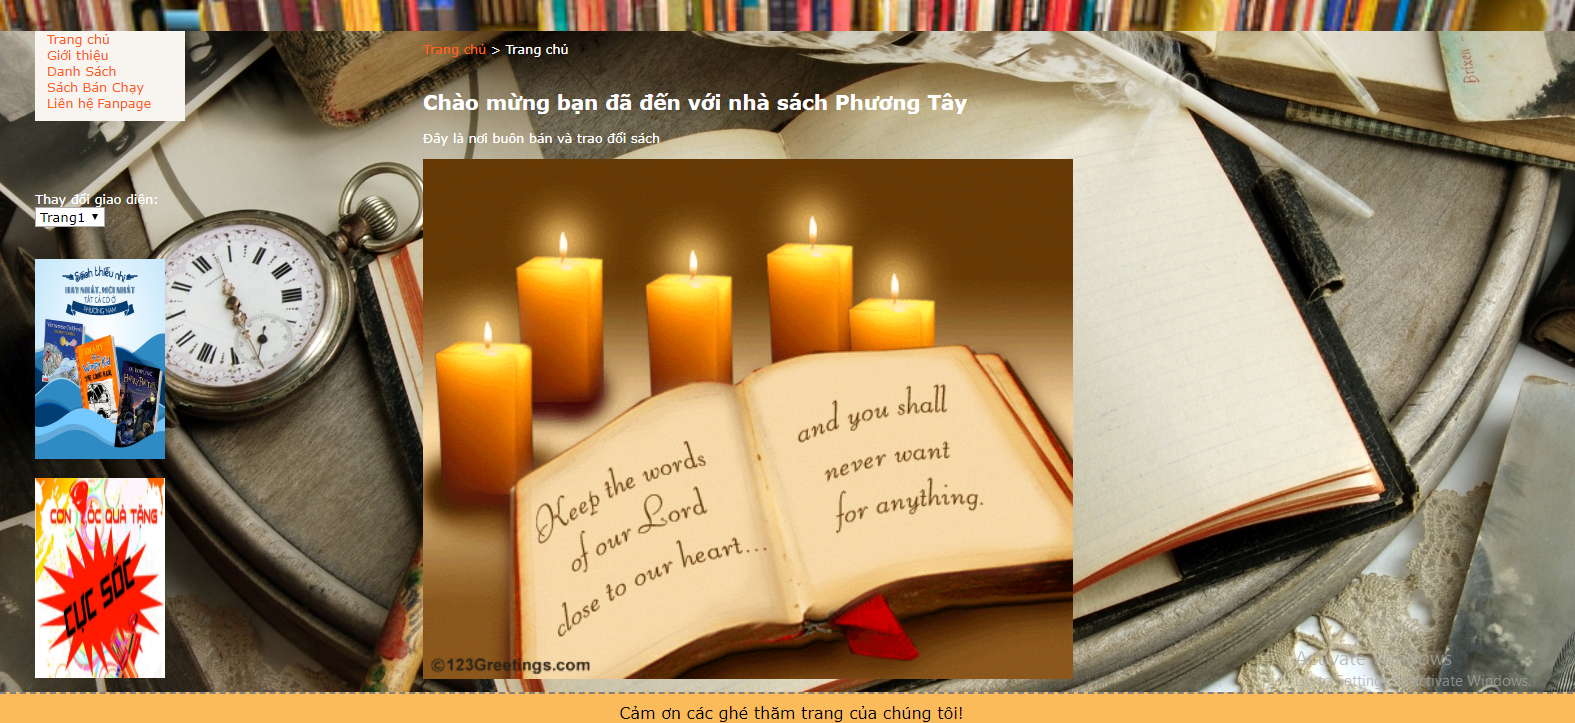 Trang chủ
Giới thiệu
Danh Sách
Sách Bán Chạy
Liên hệ Fanpage
Trang chủ > Trang chủ
Chào mừng bạn đã đến với nhà sách Phương Tây
Đây là nơi buôn bán và trao đổi sách
Thay đổi giao diện:
Trang1
Sách thiếu nhi
HAY NHẤT, MỚI NHẤT
TẤT CẢ CÓ Ở
PHƯƠNG NAM
DIARY
CƠN LỐC QUÀ TẶNG
CỰC SỐC
Keep the words
of our Lord
close to our heart...
and you shall
never want
for anything.
©123Greetings.com
Brixen
Activate Windows
Activate Windows.
Cảm ơn các ghé thăm trang của chúng tôi!